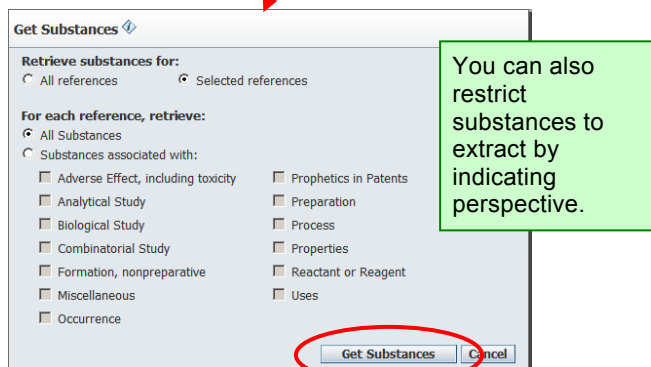 Get Substances
Retrieve substances for:
All references Selected references
For each reference, retrieve:
All Substances
Substances associated with:
Adverse Effect, including toxicity Prophetics in Patents
Analytical Study Preparation
Biological Study Process
Combinatorial Study Properties
Formation, nonpreparative Reactant or Reagent
Miscellaneous Uses
Occurrence
Get Substances Cancel
You can also
restrict
substances to
extract by
indicating
perspective.